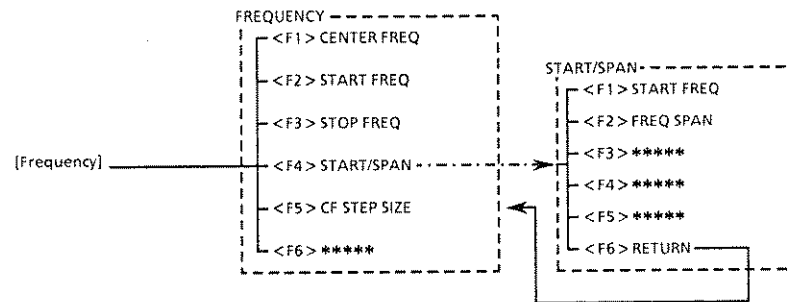 FREQUENCY
<F1> CENTER FREQ
<F2> START FREQ
<F3> STOP FREQ
[Frequency]
<F4> START/SPAN
<F5> CF STEP SIZE
<F6> *****
START/SPAN
<F1> START FREQ
<F2> FREQ SPAN
<F3> *****
<F4> *****
<F5> *****
<F6> RETURN